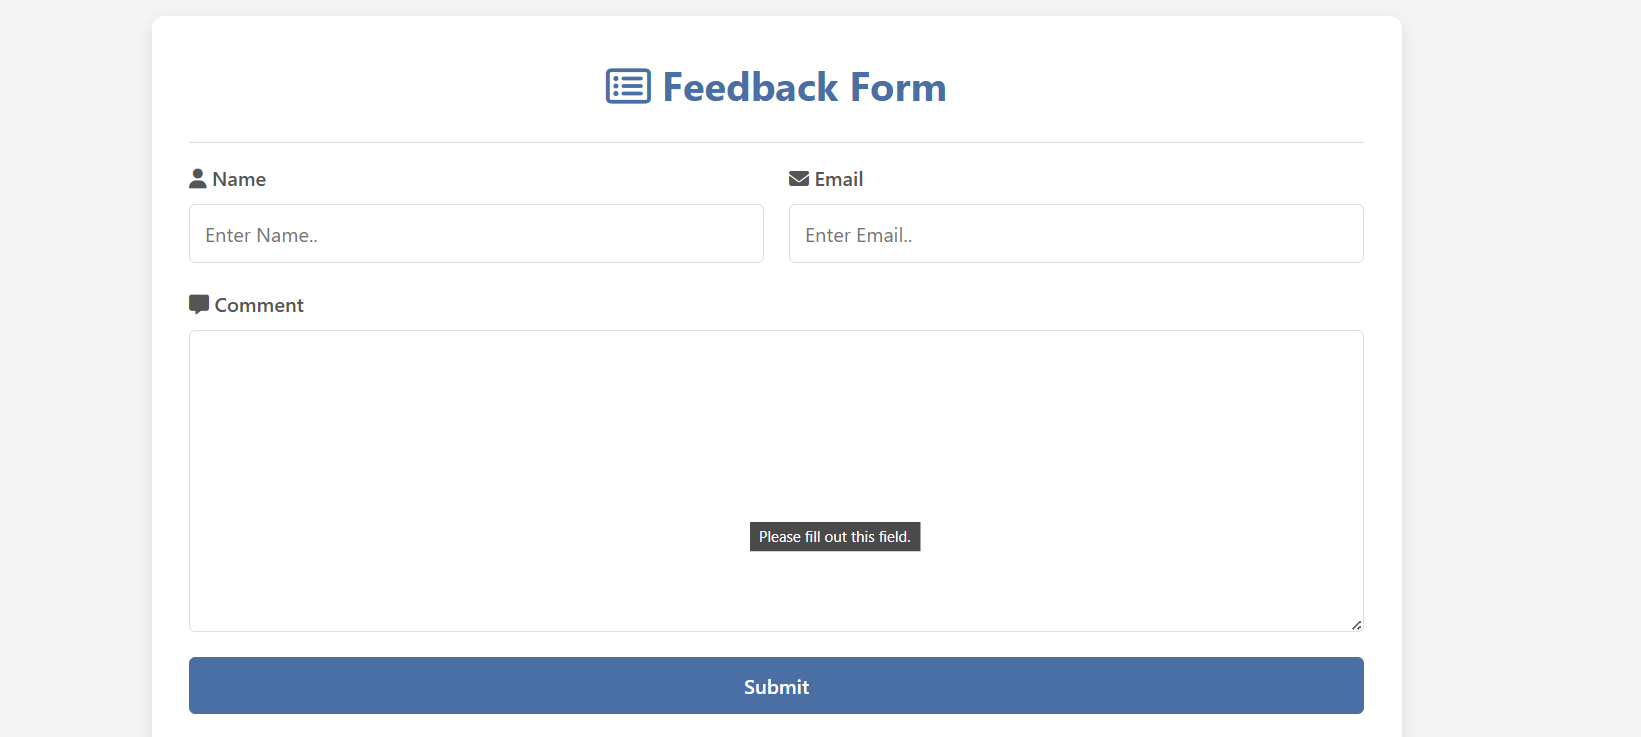 Feedback Form
Name
Email
Enter Name..
Enter Email..
Comment
Please fill out this field.
Submit